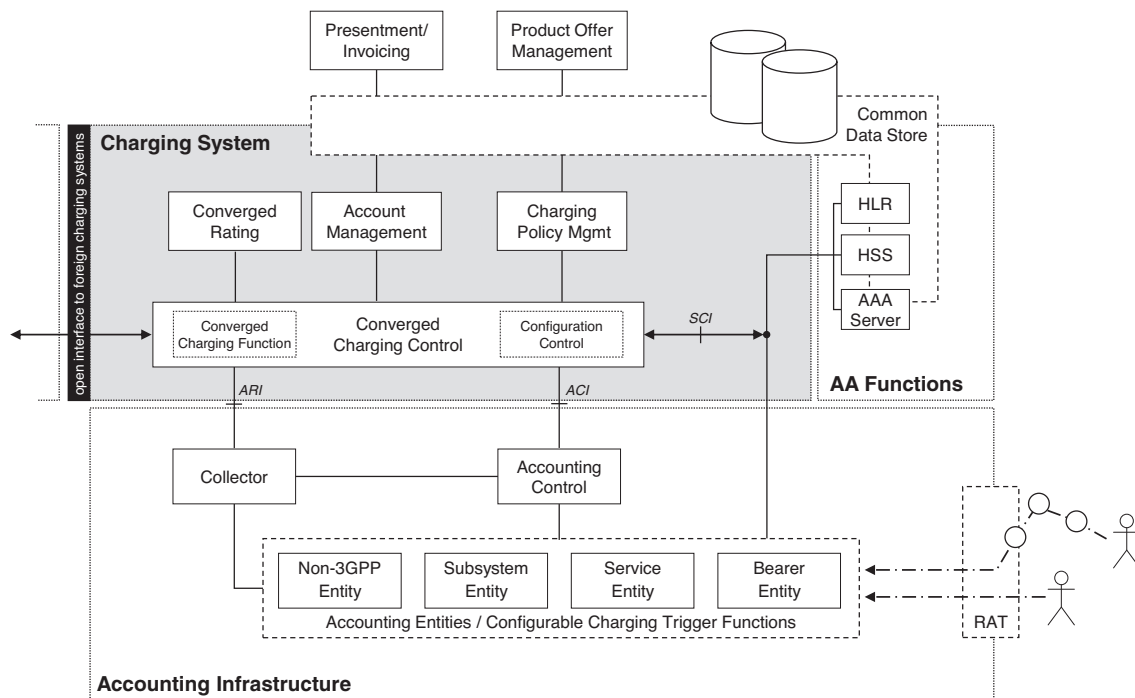 Presentment/
Invoicing
Product Offer
Management
Common
Data Store
open interface to foreign charging systems
Charging System
Converged
Rating
Account
Management
Charging
Policy Mgmt
HLR
HSS
AAA
Server
Converged
Charging Function
Converged
Charging Control
Configuration
Control
SCI
AA Functions
ARI
ACI
Collector
Accounting
Control
Non-3GPP
Entity
Subsystem
Entity
Service
Entity
Bearer
Entity
Accounting Entities / Configurable Charging Trigger Functions
RAT
Accounting Infrastructure